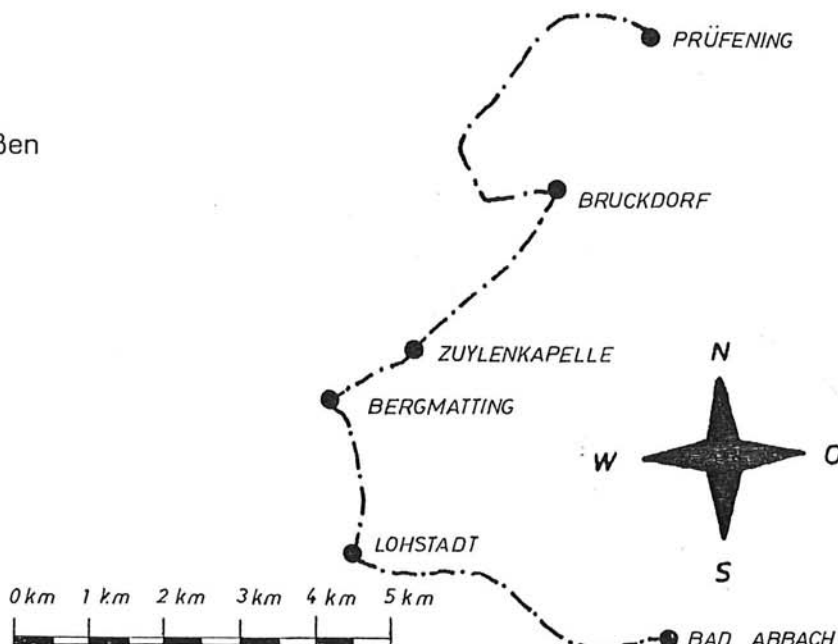 PRÜFENING
ßen
BRUCKDORF
ZUYLENKAPELLE
N
BERGMATTING
W O
LOHSTADT
S
0 km 1 km 2 km 3 km 4 km 5 km
BAD ABBACH